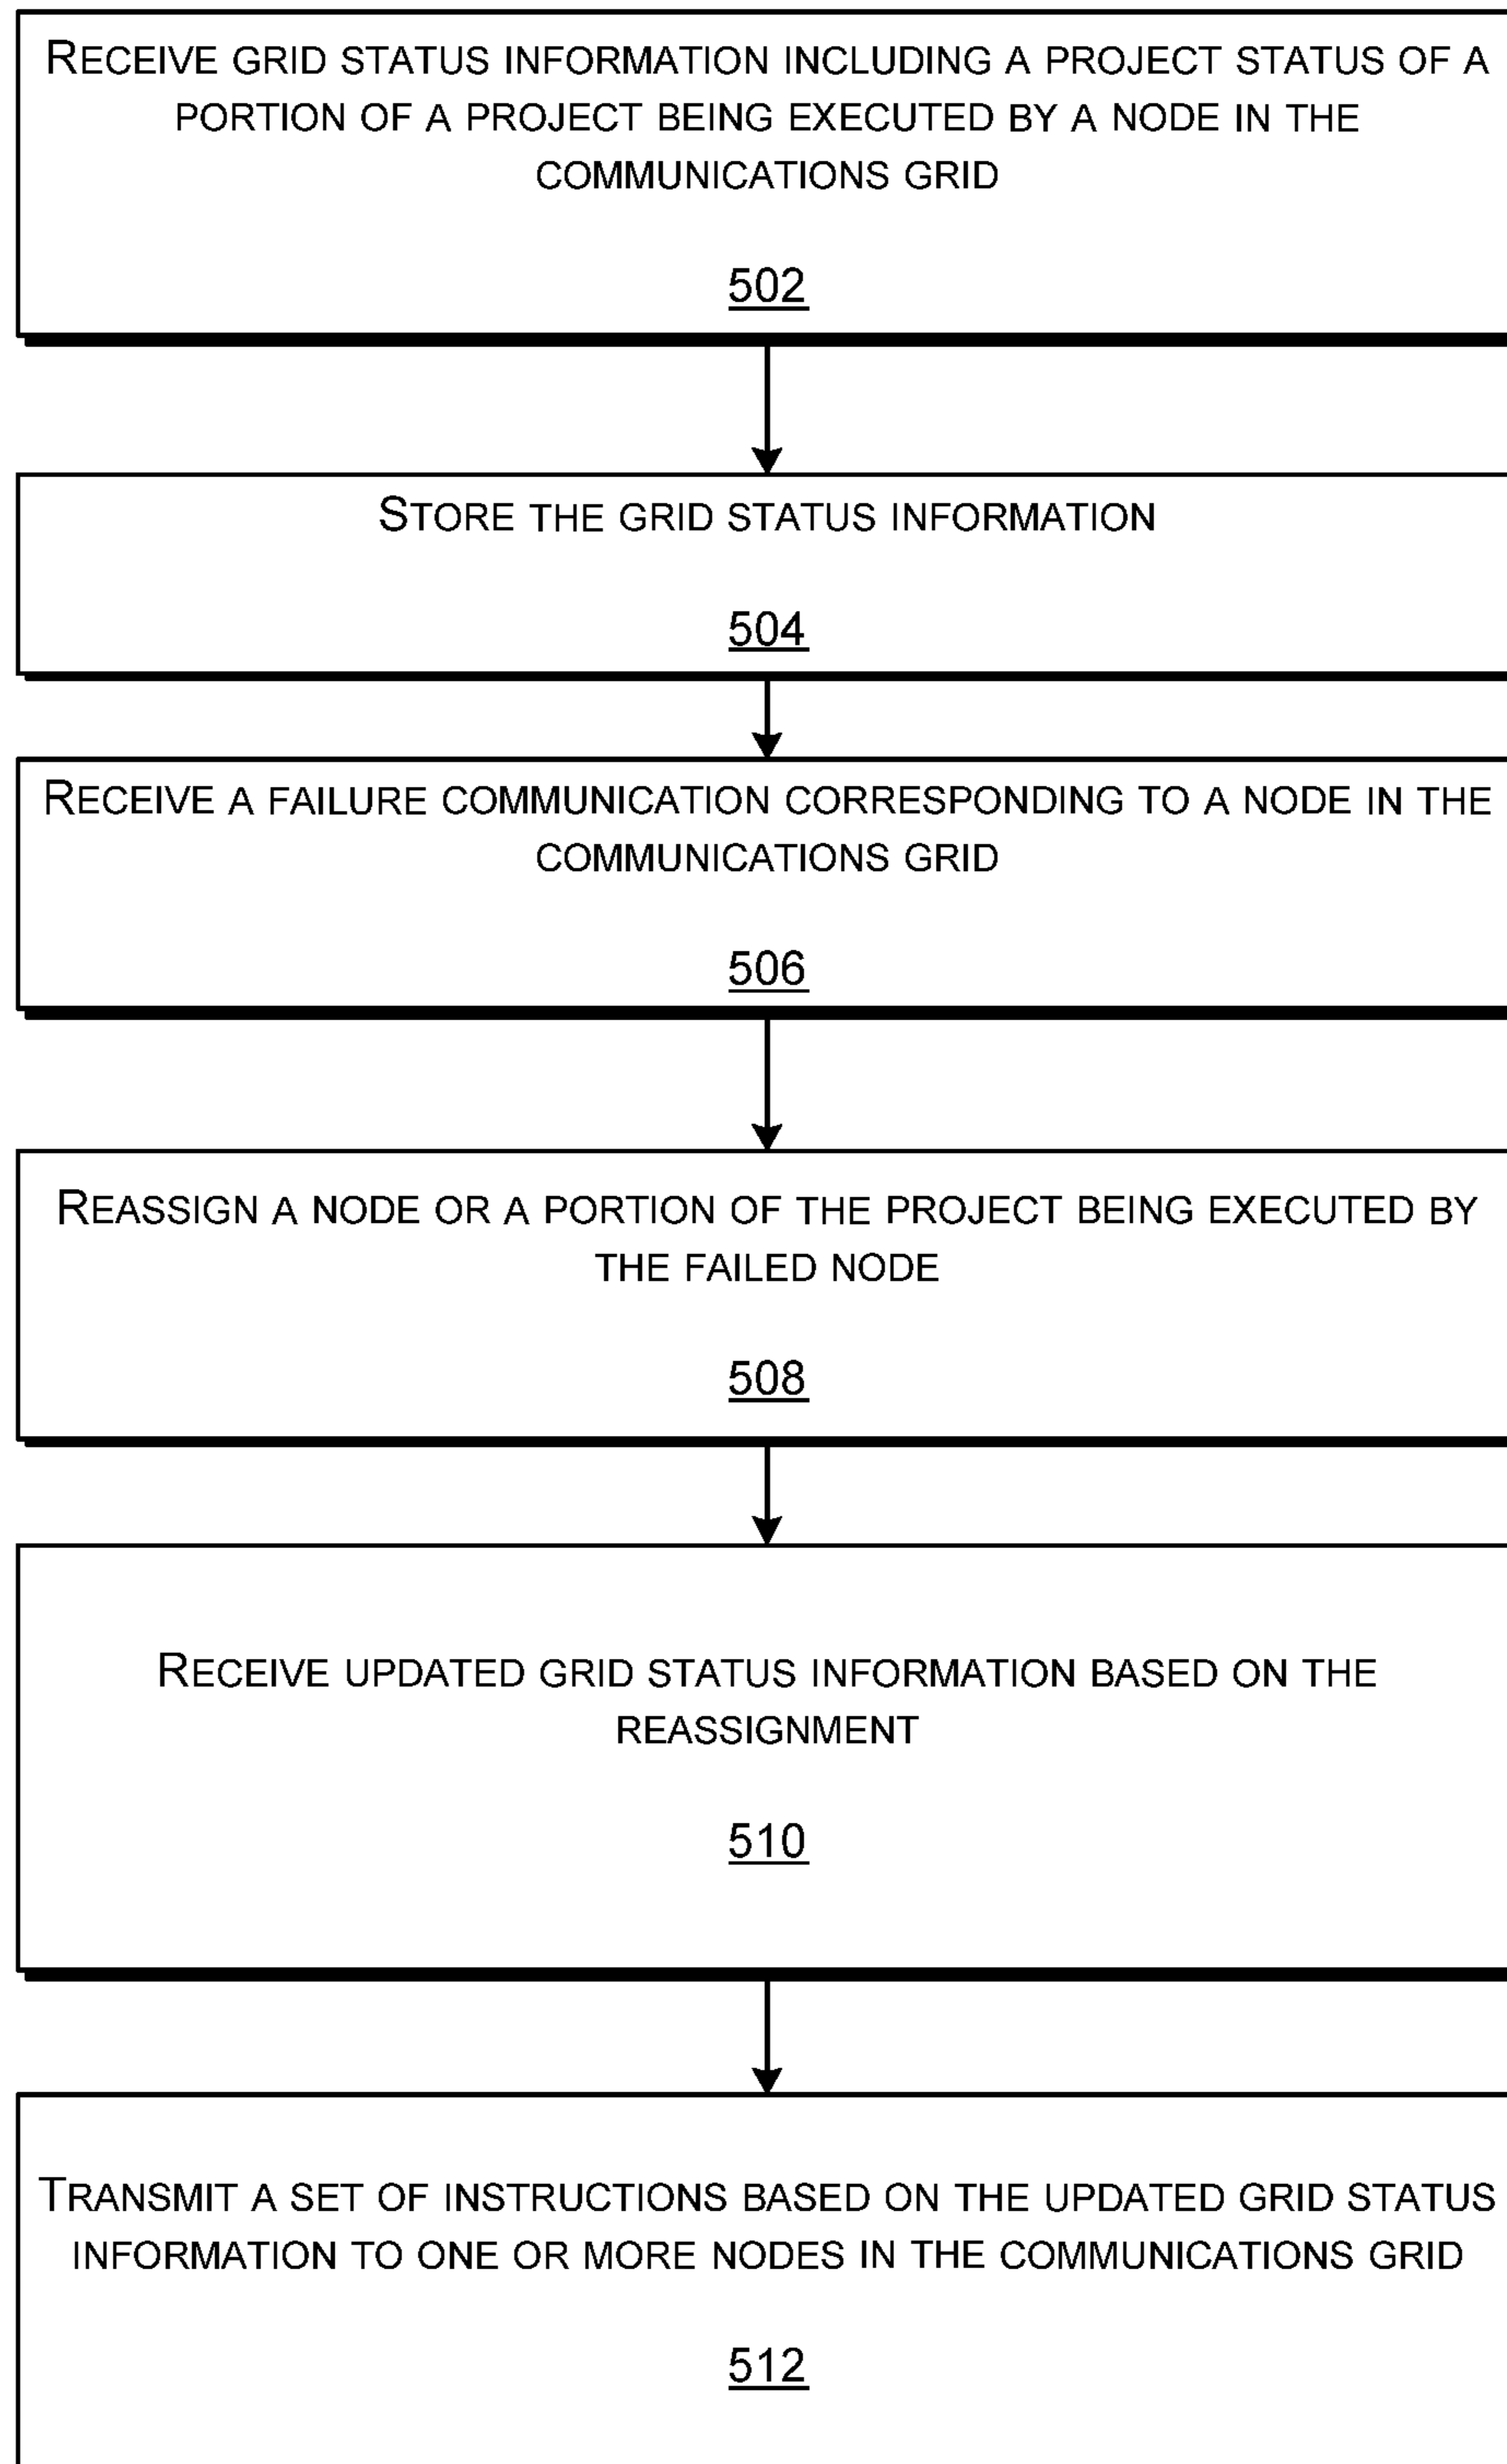 RECEIVE GRID STATUS INFORMATION INCLUDING A PROJECT STATUS OF A
PORTION OF A PROJECT BEING EXECUTED BY A NODE IN THE
COMMUNICATIONS GRID
502
STORE THE GRID STATUS INFORMATION
504
RECEIVE A FAILURE COMMUNICATION CORRESPONDING TO A NODE IN THE
COMMUNICATIONS GRID
506
REASSIGN A NODE OR A PORTION OF THE PROJECT BEING EXECUTED BY
THE FAILED NODE
508
RECEIVE UPDATED GRID STATUS INFORMATION BASED ON THE
REASSIGNMENT
510
TRANSMIT A SET OF INSTRUCTIONS BASED ON THE UPDATED GRID STATUS
INFORMATION TO ONE OR MORE NODES IN THE COMMUNICATIONS GRID
512